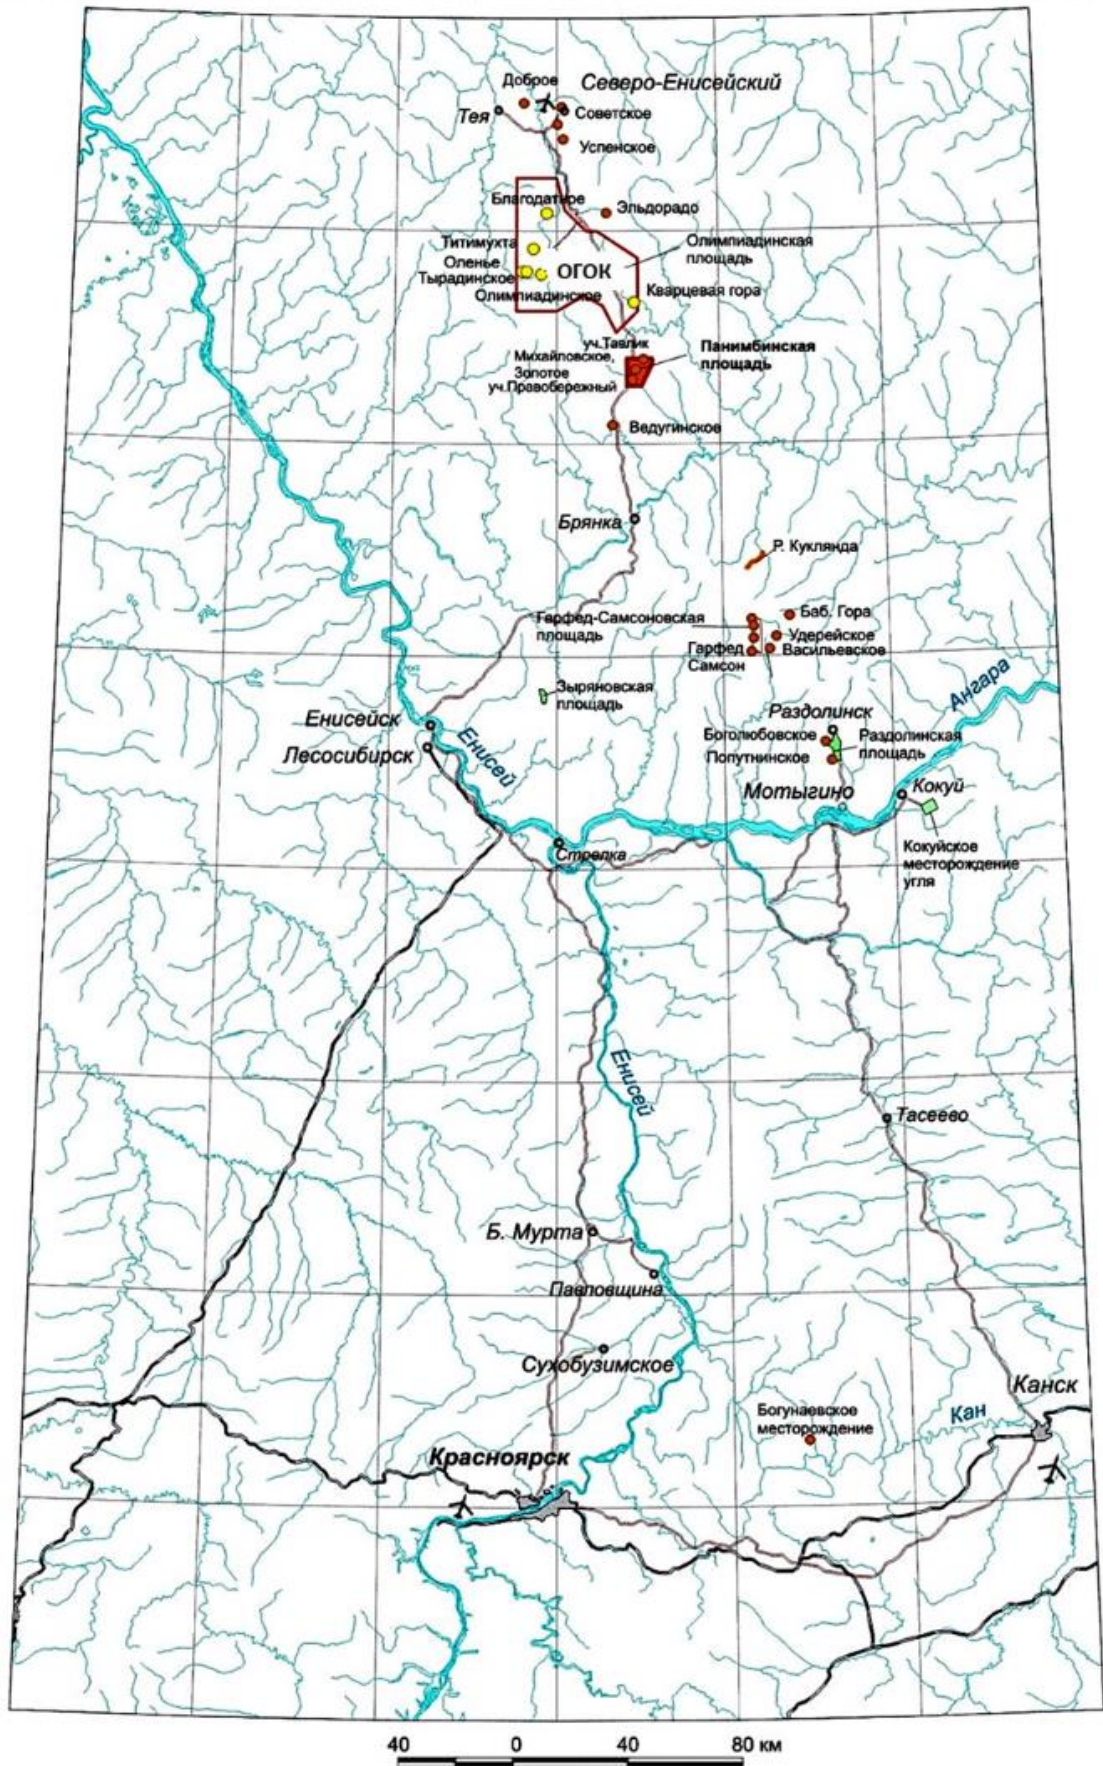 Доброе
Северо-Енисейский
Тея
Советское
Успенское
Благодатное
Эльдорадо
Титимухта
Олимпиадинская
площадь
Оленье
Тырадинское
ОГОК
Олимпиадинское
Кварцевая гора
уч.Тавлик
Михайловское,
Золотое
уч.Правобережный
Панимбинская
площадь
Ведугинское
Брянка
Р. Куклянда
Гарфед-Самсоновская
площадь
Баб. Гора
Удерейское
Васильевское
Гарфед
Самсон
Зыряновская
площадь
Ангара
Енисейск
Лесосибирск
Енисей
Раздолинск
Боголюбовское
Попутнинское
Раздолинская
площадь
Мотыгино
Кокуй
Стрелка
Кокуйское
месторождение
угля
Енисей
Тасеево
Б. Мурта
Павловщина
Сухобузимское
Канск
Кан
Богунаевское
месторождение
Красноярск
40 0 40 80 км